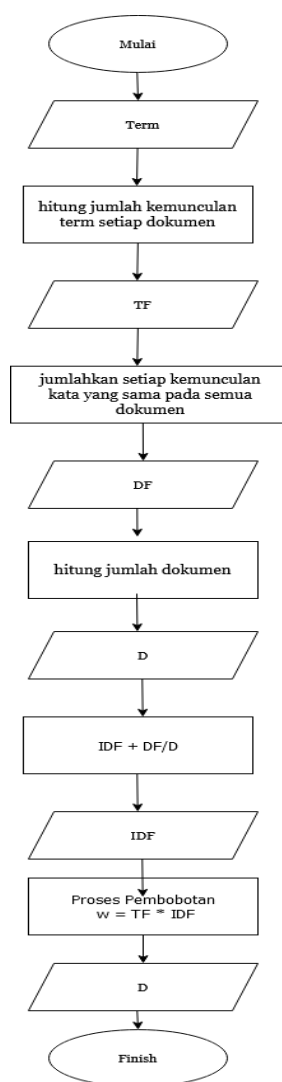 Mulai
Term
hitung jumlah kemunculan
term setiap dokumen
TF
jumlahkan setiap kemunculan
kata yang sama pada semua
dokumen
DF
hitung jumlah dokumen
D
IDF + DF/D
IDF
Proses Pembobotan
w = TF * IDF
D
Finish